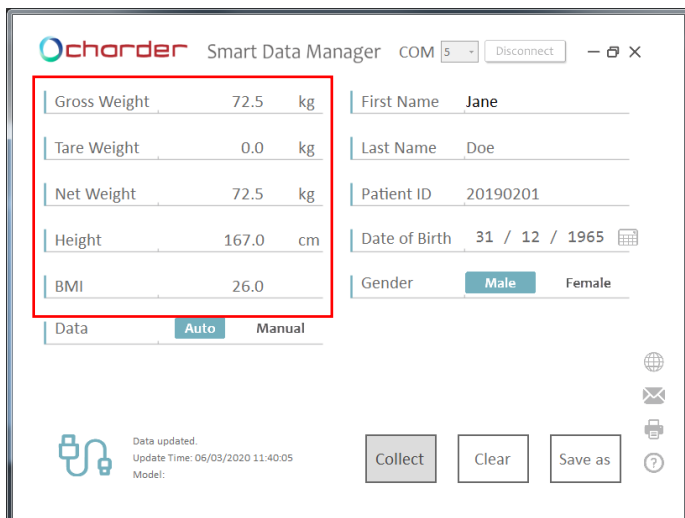 charder Smart Data Manager COM 5 Disconnect
Gross Weight 72.5 kg
Tare Weight 0.0 kg
Net Weight 72.5 kg
Height 167.0 cm
BMI 26.0
Data Auto Manual
First Name Jane
Last Name Doe
Patient ID 20190201
Date of Birth 31 / 12 / 1965
Gender Male Female
Data updated.
Update Time: 06/03/2020 11:40:05
Model:
Collect Clear Save as
?